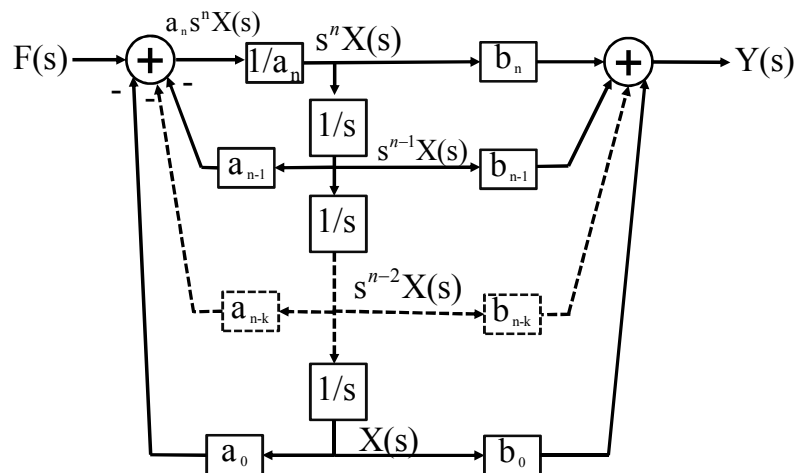 aₙsⁿX(s)
F(s) + 1/aₙ sⁿX(s) bₙ + Y(s)
- - -
1/s
aₙ₋₁ sⁿ⁻¹X(s) bₙ₋₁
1/s
sⁿ⁻²X(s)
aₙ₋ₖ bₙ₋ₖ
1/s
a₀ X(s) b₀